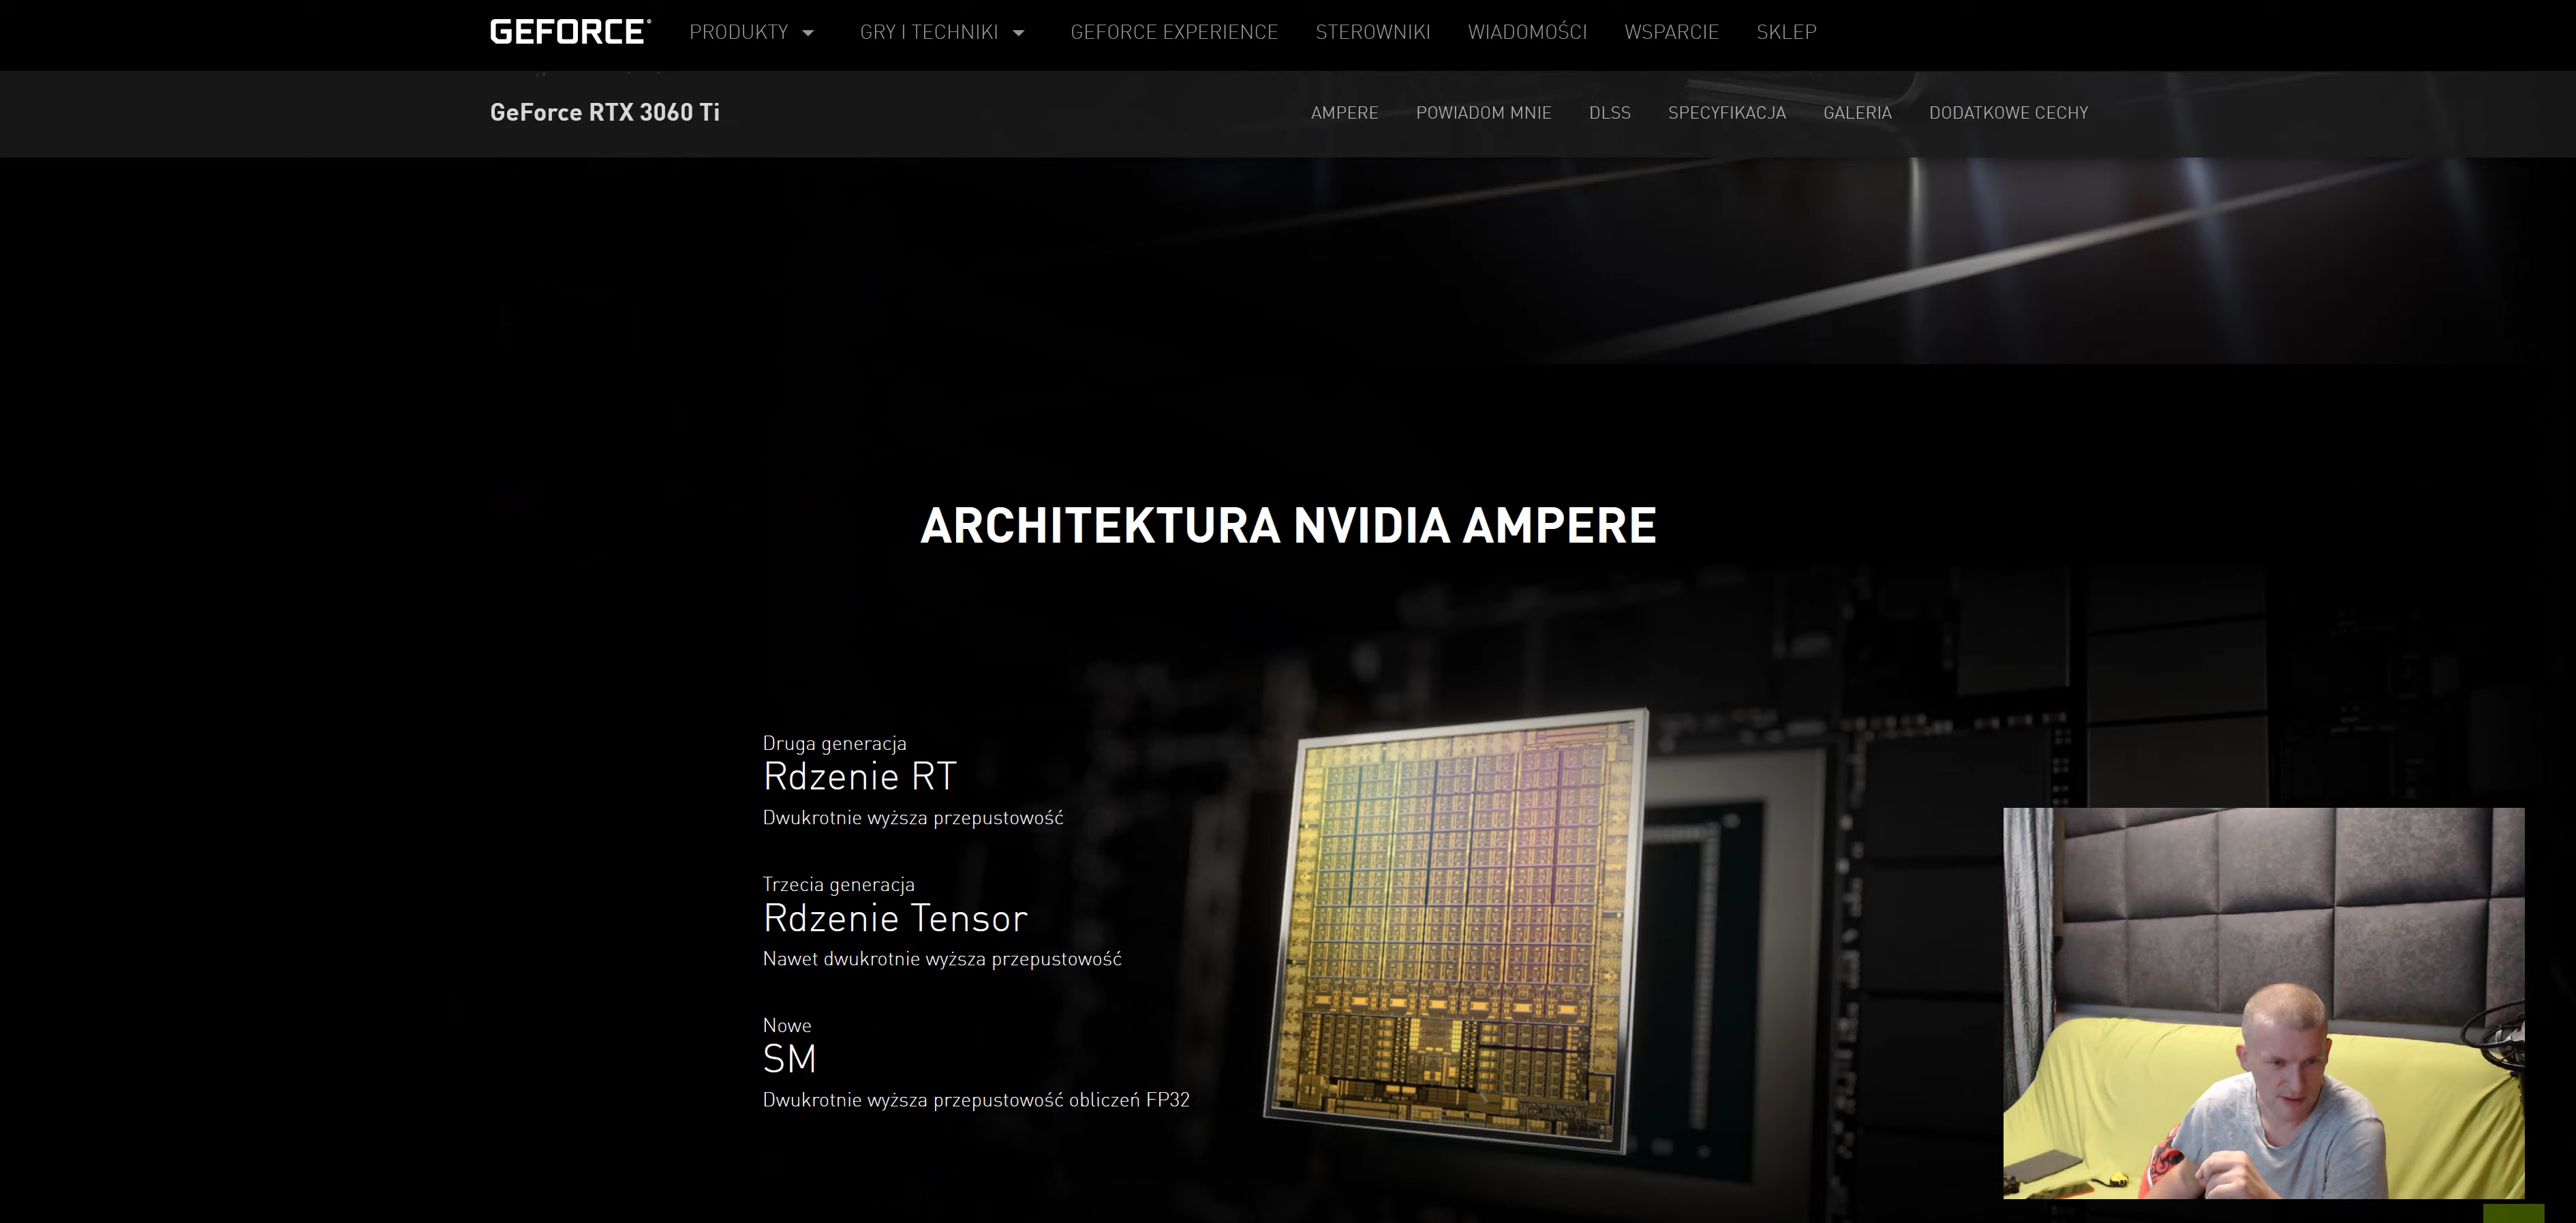 GEFORCE
PRODUKTY
GRY I TECHNIKI
GEFORCE EXPERIENCE
STEROWNIKI
WIADOMOŚCI
WSPARCIE
SKLEP
GeForce RTX 3060 Ti
AMPERE
POWIADOM MNIE
DLSS
SPECYFIKACJA
GALERIA
DODATKOWE CECHY
ARCHITEKTURA NVIDIA AMPERE
Druga generacja
Rdzenie RT
Dwukrotnie wyższa przepustowość
Trzecia generacja
Rdzenie Tensor
Nawet dwukrotnie wyższa przepustowość
Nowe
SM
Dwukrotnie wyższa przepustowość obliczeń FP32